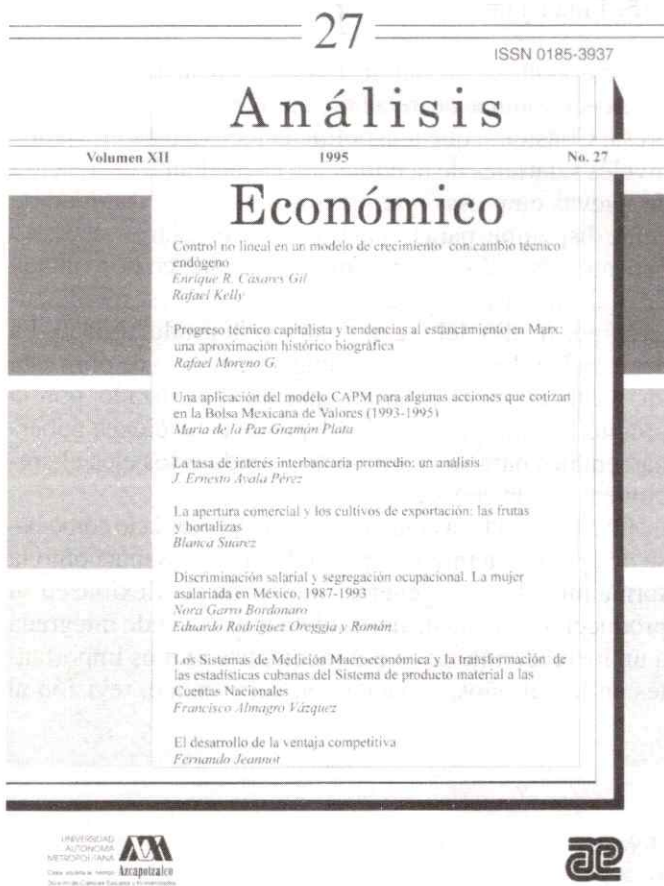 27
ISSN 0185-3937
Análisis
Volumen XII 1995 No. 27
Económico
Control no lineal en un modelo de crecimiento con cambio técnico
endógeno
Enrique R. Cásares Gil
Rafael Kelly
Progreso técnico capitalista y tendencias al estancamiento en Marx:
una aproximación histórico biográfica
Rafael Moreno G.
Una aplicación del modelo CAPM para algunas acciones que cotizan
en la Bolsa Mexicana de Valores (1993-1995)
María de la Paz Guzmán Plata
La tasa de interés interbancaria promedio: un análisis
J. Ernesto Ayala Pérez
La apertura comercial y los cultivos de exportación: las frutas
y hortalizas
Blanca Suarez
Discriminación salarial y segregación ocupacional. La mujer
asalariada en México, 1987-1993
Nora Garro Bordonaro
Eduardo Rodríguez Oreggia y Román
Los Sistemas de Medición Macroeconómica y la transformación de
las estadísticas cubanas del Sistema de producto material a las
Cuentas Nacionales
Francisco Almagro Vázquez
El desarrollo de la ventaja competitiva
Fernando Jeannot
UNIVERSIDAD
AUTONOMA
METROPOLITANA
Casa abierta al tiempo Azcapotzalco
ae